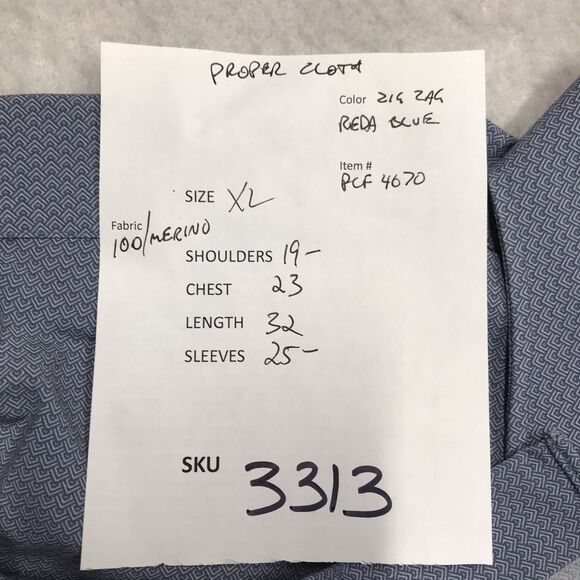 PROPER CLOTH
Color ZIG ZAG
REDA BLUE
Item #
PCF 4670
SIZE XL
Fabric
100/MERINO
SHOULDERS 19-
CHEST 23
LENGTH 32
SLEEVES 25-
SKU 3313